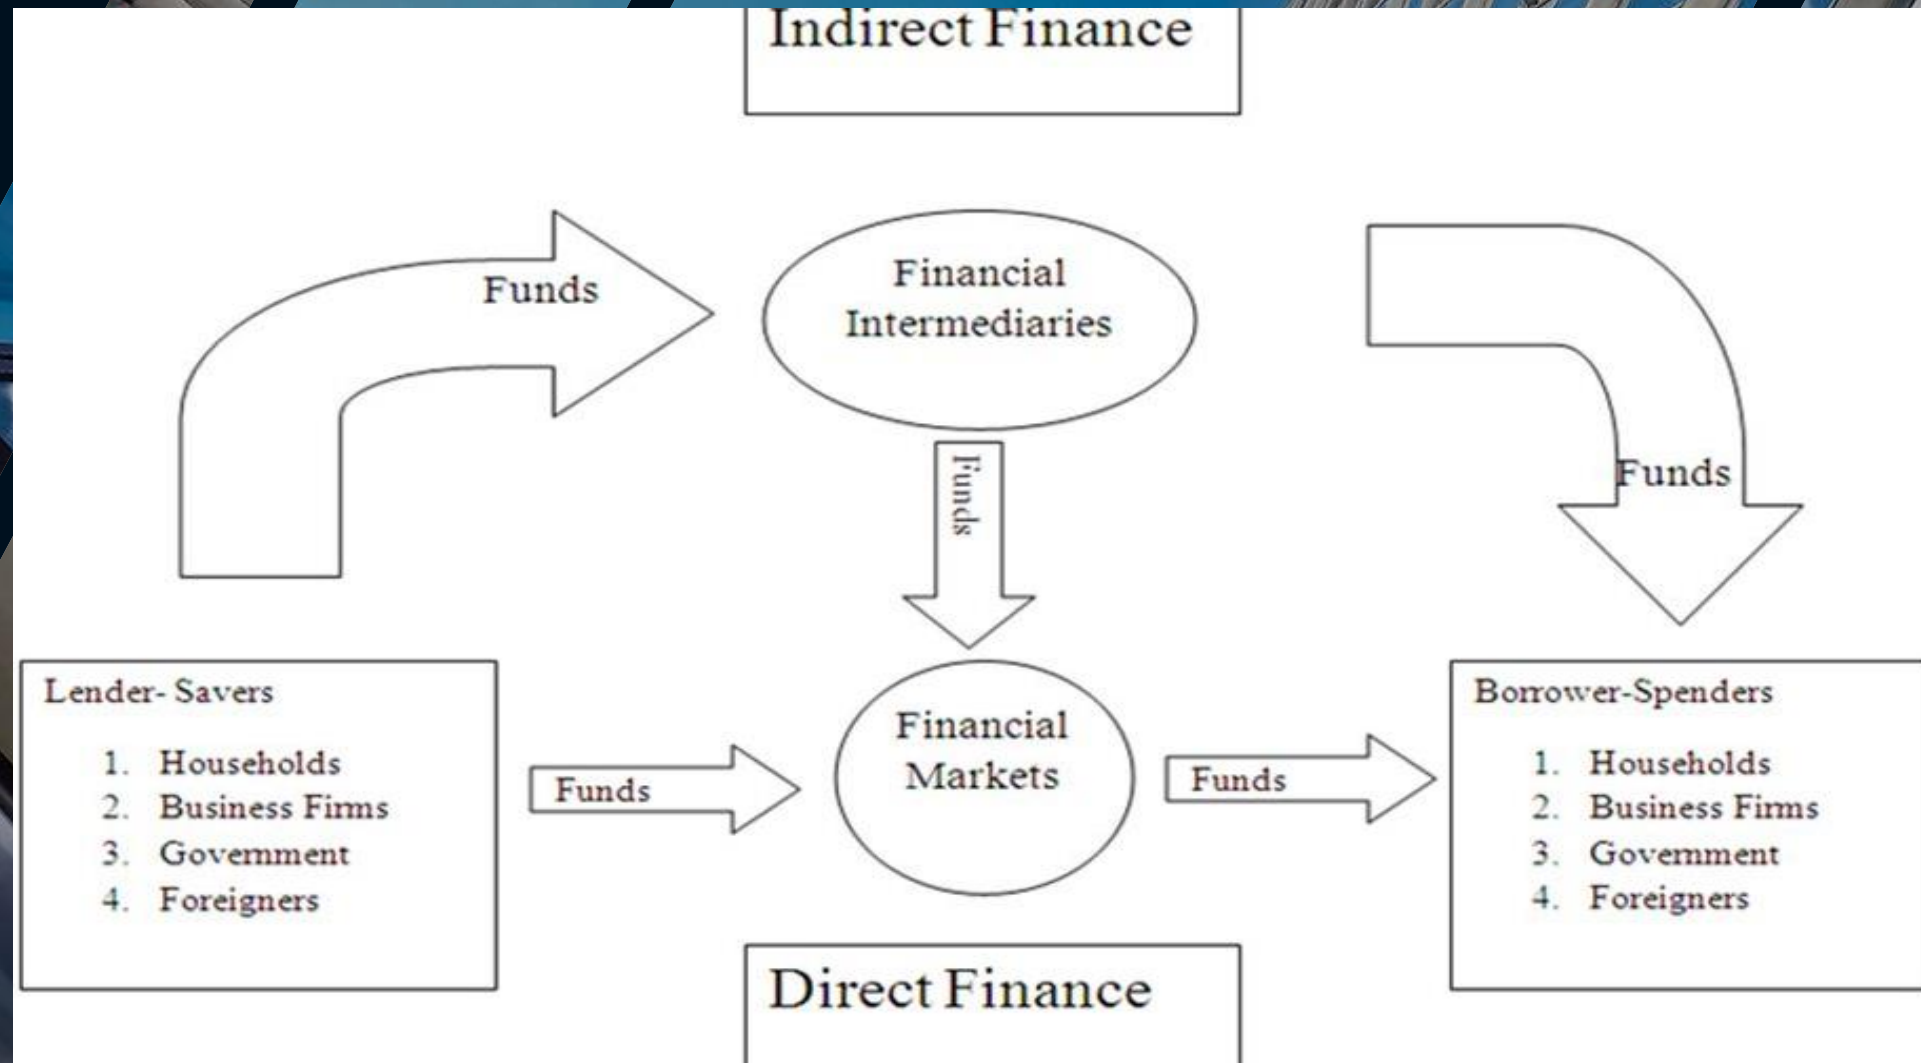 Indirect Finance
Funds
Financial
Intermediaries
Funds
Funds
Lender- Savers
1. Households
2. Business Firms
3. Government
4. Foreigners
Funds
Financial
Markets
Funds
Borrower-Spenders
1. Households
2. Business Firms
3. Government
4. Foreigners
Direct Finance